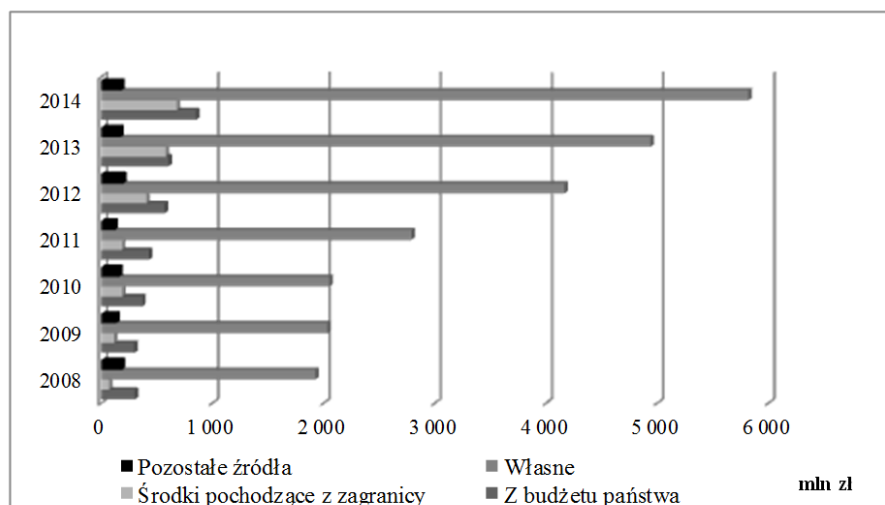 2014
2013
2012
2011
2010
2009
2008
0 1 000 2 000 3 000 4 000 5 000 6 000
Pozostałe źródła Własne
Środki pochodzące z zagranicy Z budżetu państwa
mln zł